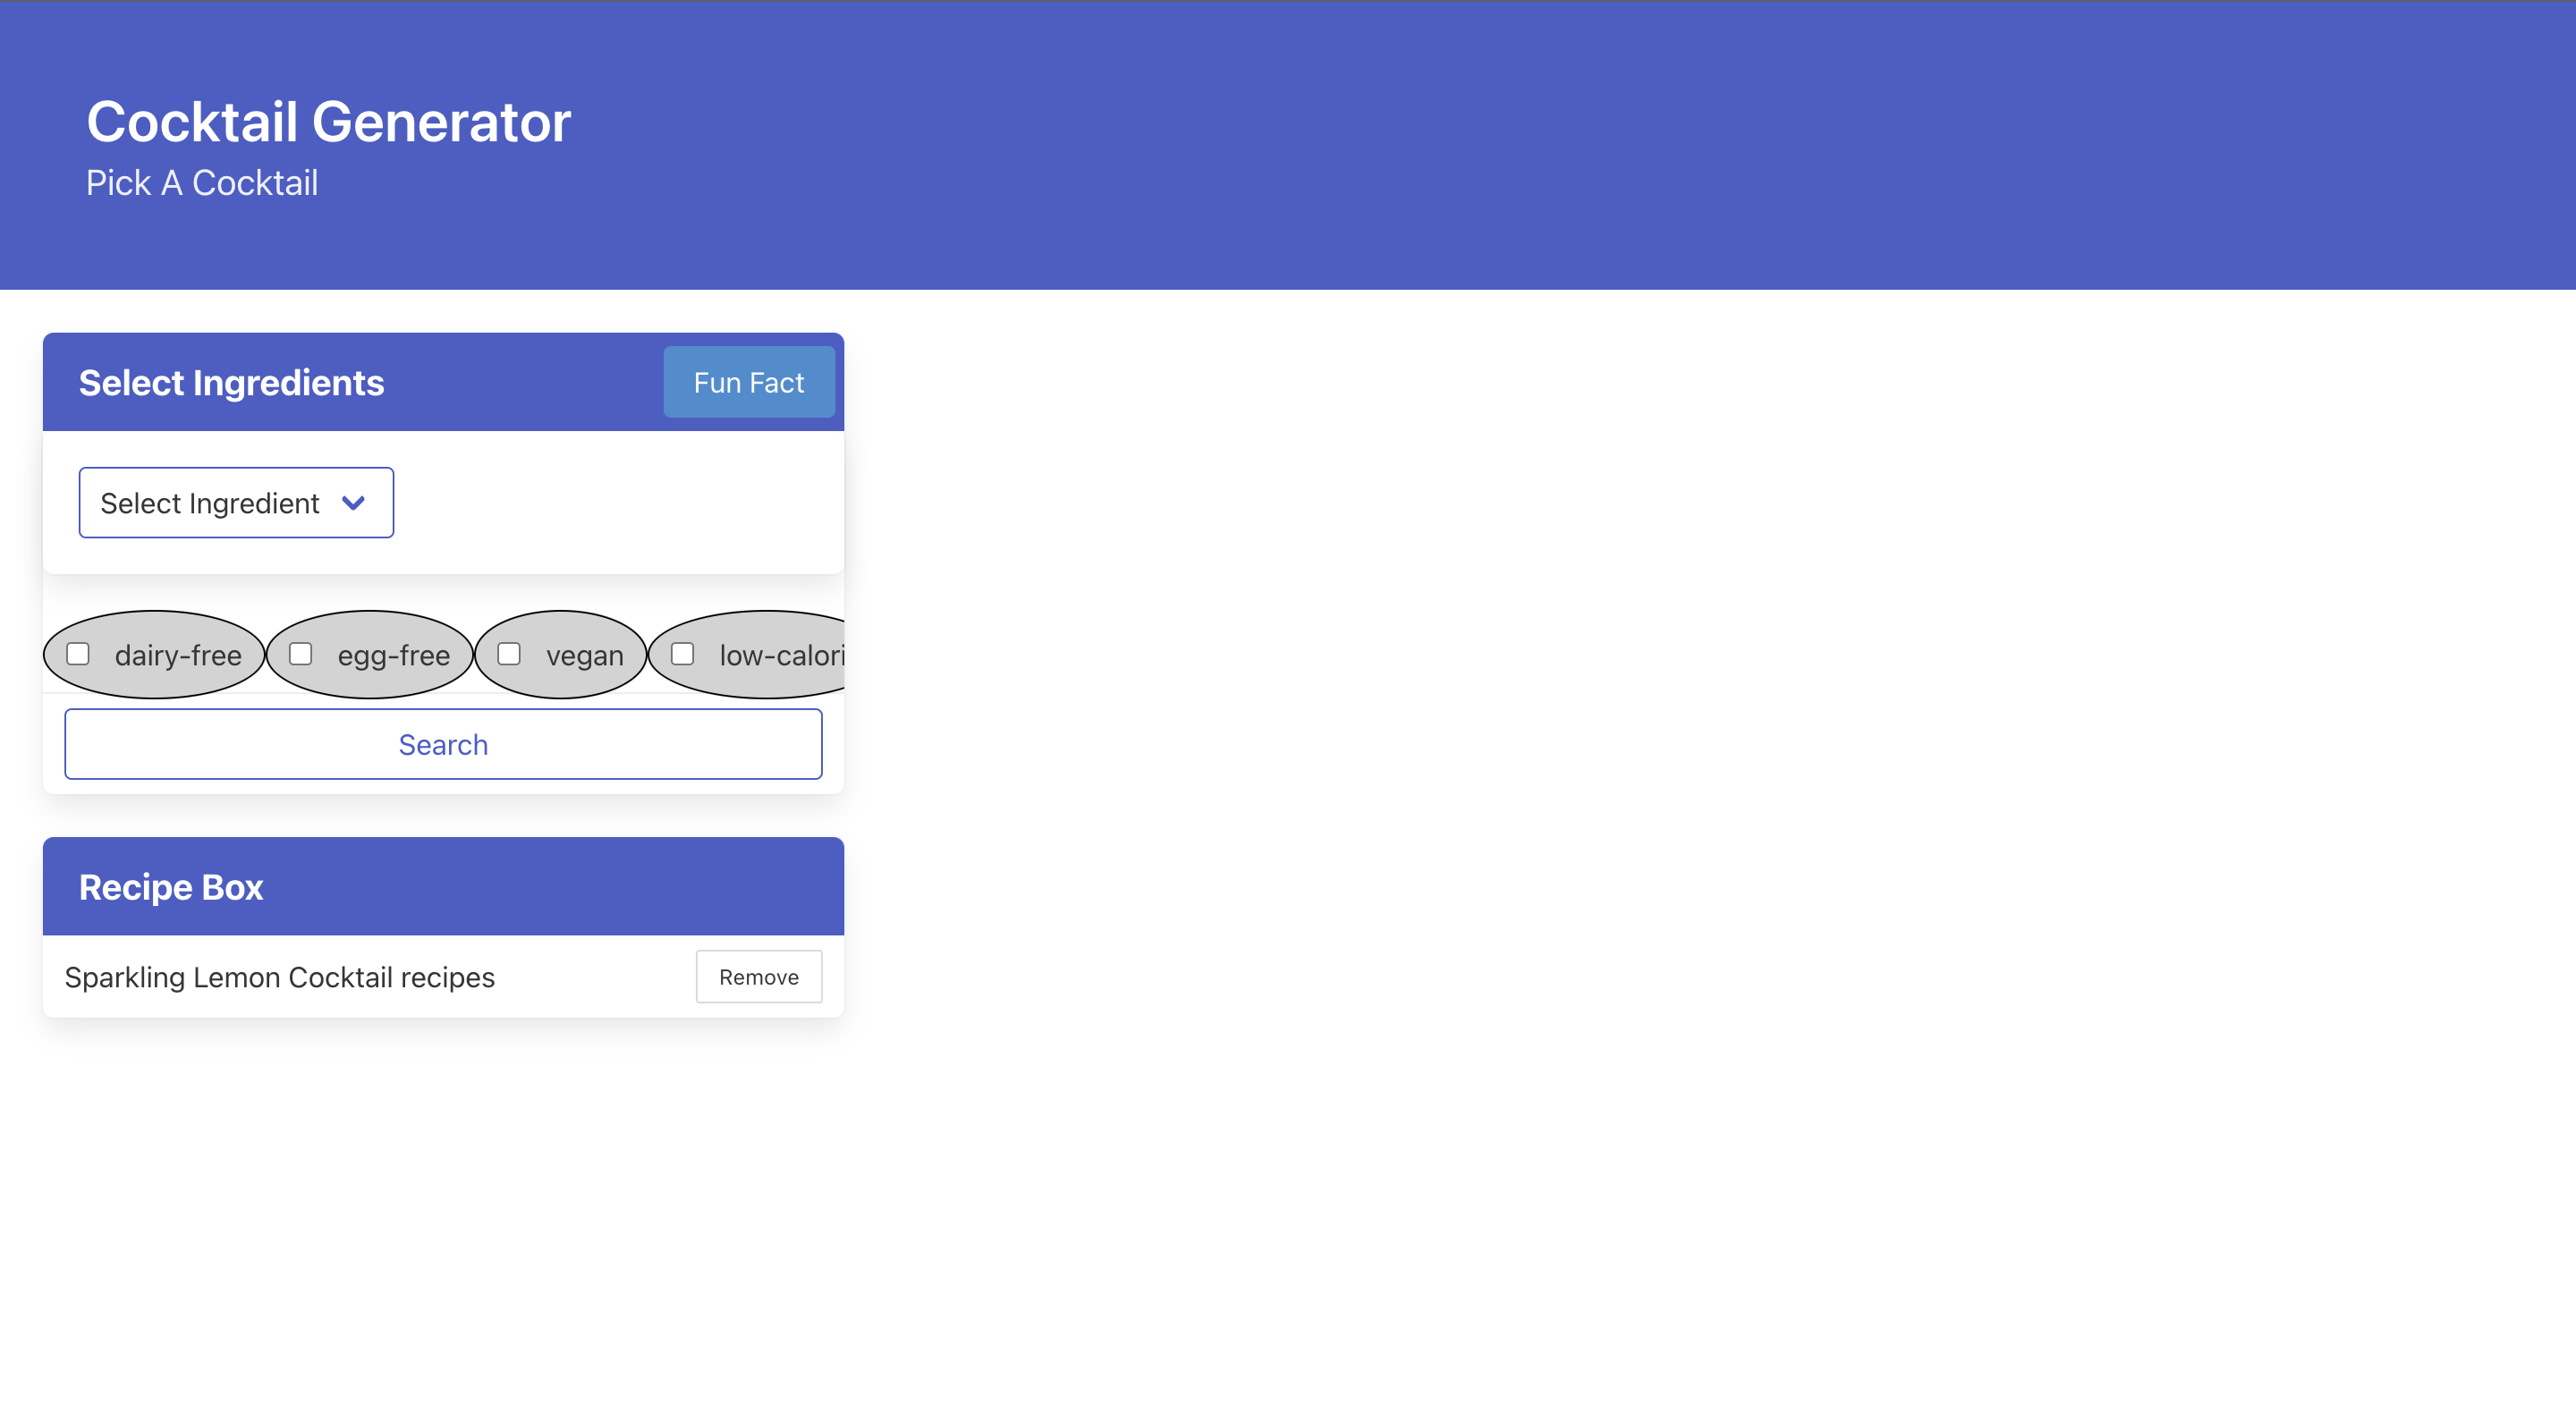 Cocktail Generator
Pick A Cocktail
Select Ingredients
Fun Fact
Select Ingredient
dairy-free egg-free vegan low-calori
Search
Recipe Box
Sparkling Lemon Cocktail recipes
Remove